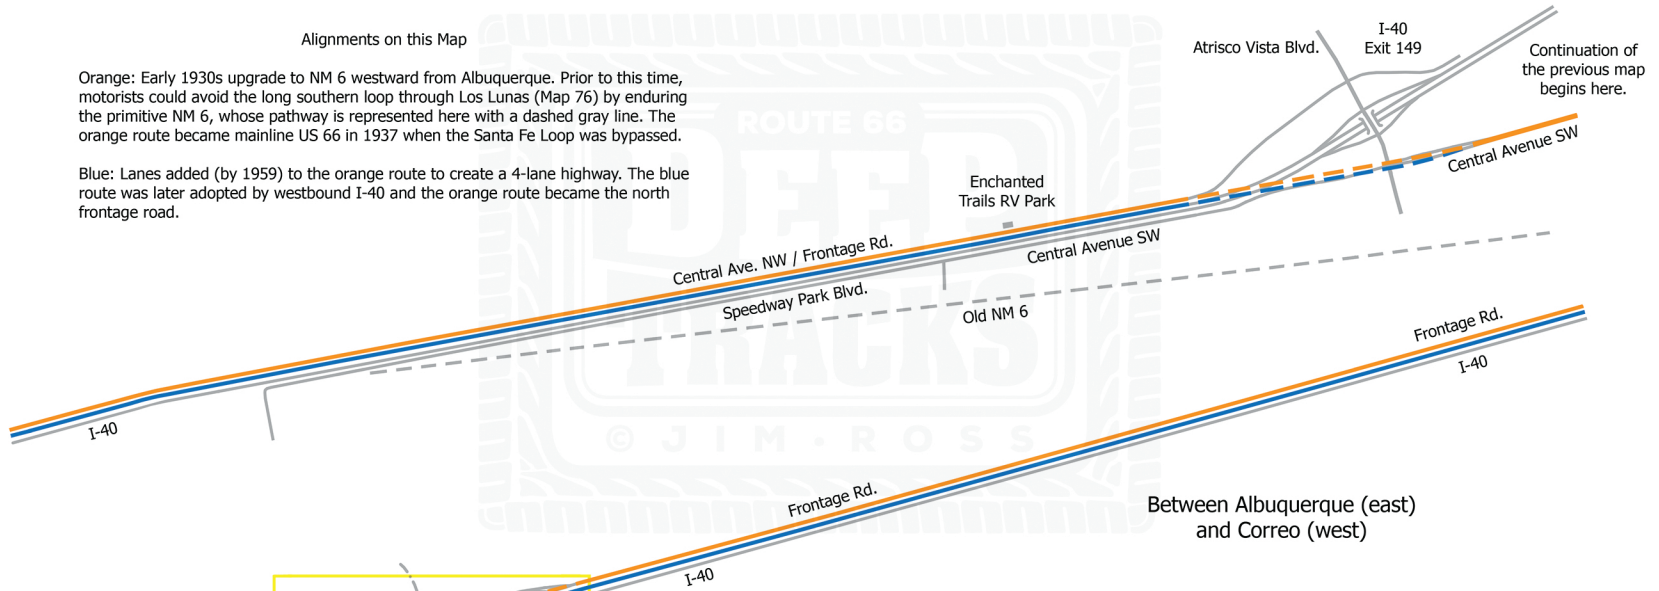 Alignments on this Map
Orange: Early 1930s upgrade to NM 6 westward from Albuquerque. Prior to this time,
motorists could avoid the long southern loop through Los Lunas (Map 76) by enduring
the primitive NM 6, whose pathway is represented here with a dashed gray line. The
orange route became mainline US 66 in 1937 when the Santa Fe Loop was bypassed.
Blue: Lanes added (by 1959) to the orange route to create a 4-lane highway. The blue
route was later adopted by westbound I-40 and the orange route became the north
frontage road.
Atrisco Vista Blvd.
I-40
Exit 149
Continuation of
the previous map
begins here.
Central Avenue SW
Enchanted
Trails RV Park
Central Avenue SW
Central Ave. NW / Frontage Rd.
Speedway Park Blvd.
Old NM 6
I-40
Frontage Rd.
I-40
Frontage Rd.
I-40
Between Albuquerque (east)
and Correo (west)
ROUTE 66
DEEP
TRACKS
© JIM · ROSS